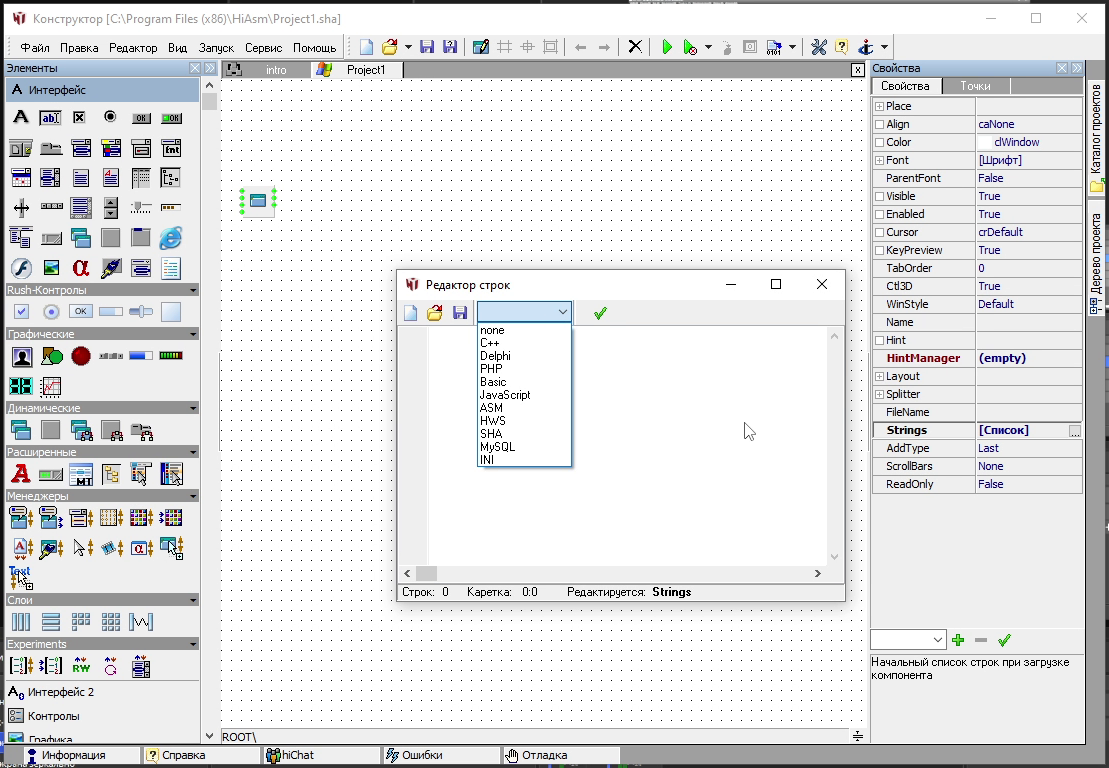 Конструктор [C:\Program Files (x86)\HiAsm\Project1.sha]
Файл Правка Редактор Вид Запуск Сервис Помощь
Элементы
intro
Project1
Свойства
Интерфейс
Rush-Контролы
Графические
Динамические
Расширенные
Менеджеры
Text
Слои
Experiments
Интерфейс 2
Контролы
Графика
OK
Редактор строк
none
C++
Delphi
PHP
Basic
JavaScript
ASM
HWS
SHA
MySQL
INI
Строк: 0 Каретка: 0:0 Редактируется: Strings
ROOT\
Свойства Точки
Place
Align caNone
Color clWindow
Font [Шрифт]
ParentFont False
Visible True
Enabled True
Cursor crDefault
KeyPreview True
TabOrder 0
Ctl3D True
WinStyle Default
Name
Hint
HintManager (empty)
Layout
Splitter
FileName
Strings [Список] ...
AddType Last
ScrollBars None
ReadOnly False
Начальный список строк при загрузке
компонента
Каталог проектов
Дерево проекта
Информация Справка hiChat Ошибки Отладка